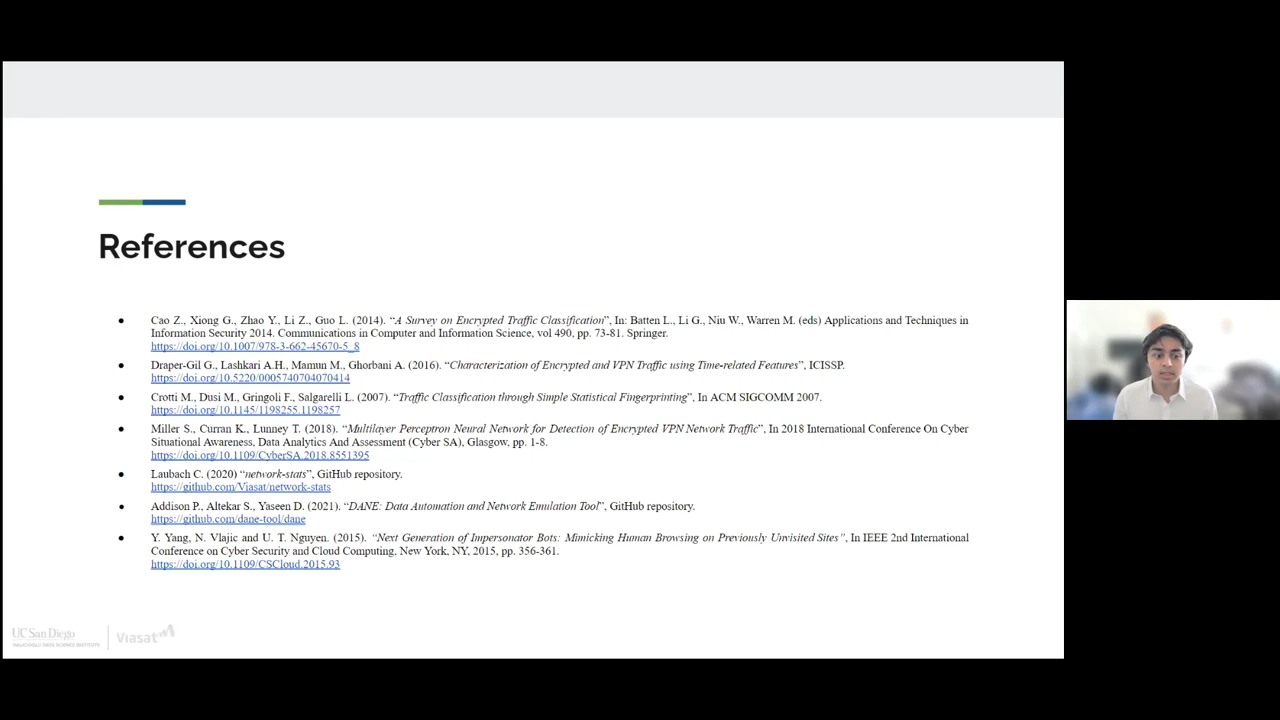 References
● Cao Z., Xiong G., Zhao Y., Li Z., Guo L. (2014). “A Survey on Encrypted Traffic Classification”, In: Batten L., Li G., Niu W., Warren M. (eds) Applications and Techniques in
Information Security 2014. Communications in Computer and Information Science, vol 490, pp. 73-81. Springer.
https://doi.org/10.1007/978-3-662-45670-5_8
● Draper-Gil G., Lashkari A.H., Mamun M., Ghorbani A. (2016). “Characterization of Encrypted and VPN Traffic using Time-related Features”, ICISSP.
https://doi.org/10.5220/0005740704070414
● Crotti M., Dusi M., Gringoli F., Salgarelli L. (2007). “Traffic Classification through Simple Statistical Fingerprinting”, In ACM SIGCOMM 2007.
https://doi.org/10.1145/1198255.1198257
● Miller S., Curran K., Lunney T. (2018). “Multilayer Perceptron Neural Network for Detection of Encrypted VPN Network Traffic”, In 2018 International Conference On Cyber
Situational Awareness, Data Analytics And Assessment (Cyber SA), Glasgow, pp. 1-8.
https://doi.org/10.1109/CyberSA.2018.8551395
● Laubach C. (2020) “network-stats”, GitHub repository.
https://github.com/Viasat/network-stats
● Addison P., Altekar S., Yaseen D. (2021). “DANE: Data Automation and Network Emulation Tool”, GitHub repository.
https://github.com/dane-tool/dane
● Y. Yang, N. Vlajic and U. T. Nguyen. (2015). “Next Generation of Impersonator Bots: Mimicking Human Browsing on Previously Unvisited Sites”, In IEEE 2nd International
Conference on Cyber Security and Cloud Computing, New York, NY, 2015, pp. 356-361.
https://doi.org/10.1109/CSCloud.2015.93
UC San Diego
HALICIOĞLU DATA SCIENCE INSTITUTE
Viasat